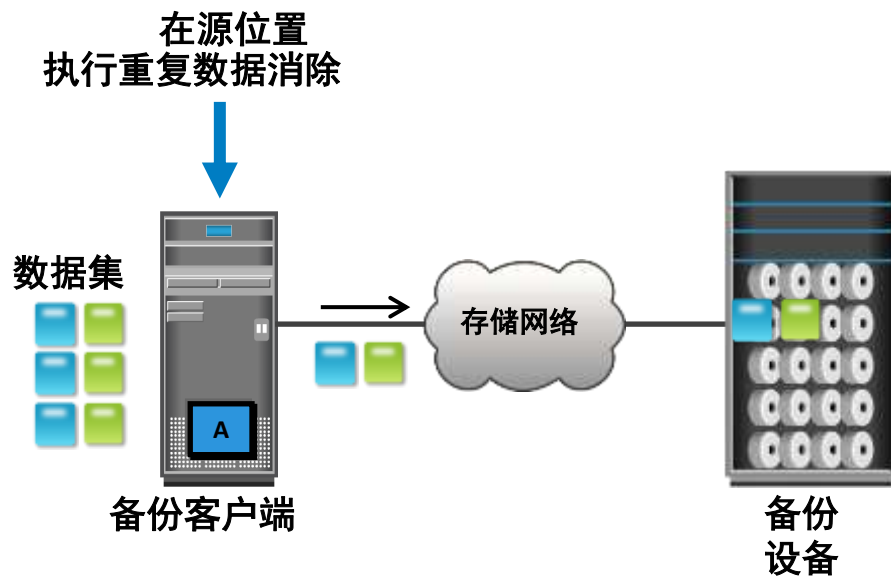 在源位置
执行重复数据消除
数据集
存储网络
A
备份客户端
备份
设备